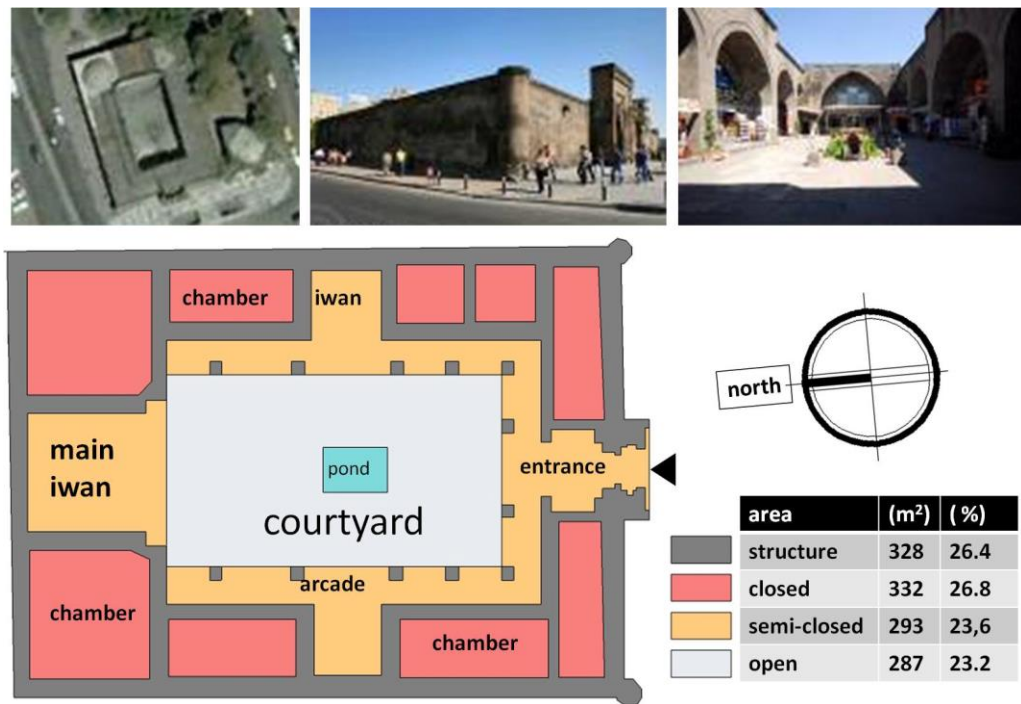 chamber
iwan
main
iwan
pond
courtyard
entrance
arcade
chamber
chamber
north
area (m²) ( %)
structure 328 26.4
closed 332 26.8
semi-closed 293 23,6
open 287 23.2